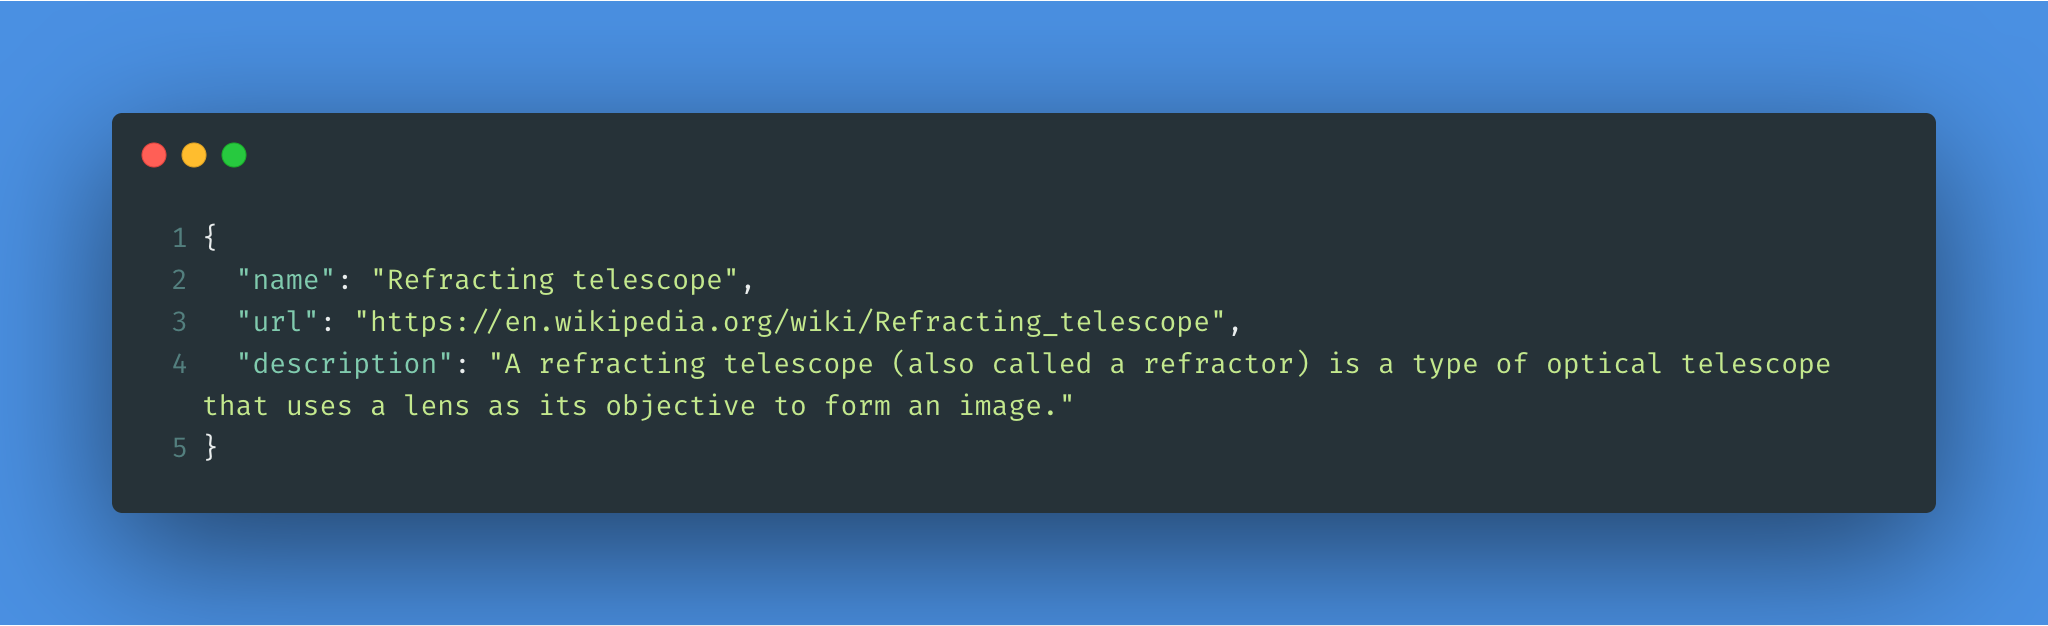 1 {
2   "name": "Refracting telescope",
3   "url": "https://en.wikipedia.org/wiki/Refracting_telescope",
4   "description": "A refracting telescope (also called a refractor) is a type of optical telescope
that uses a lens as its objective to form an image."
5 }